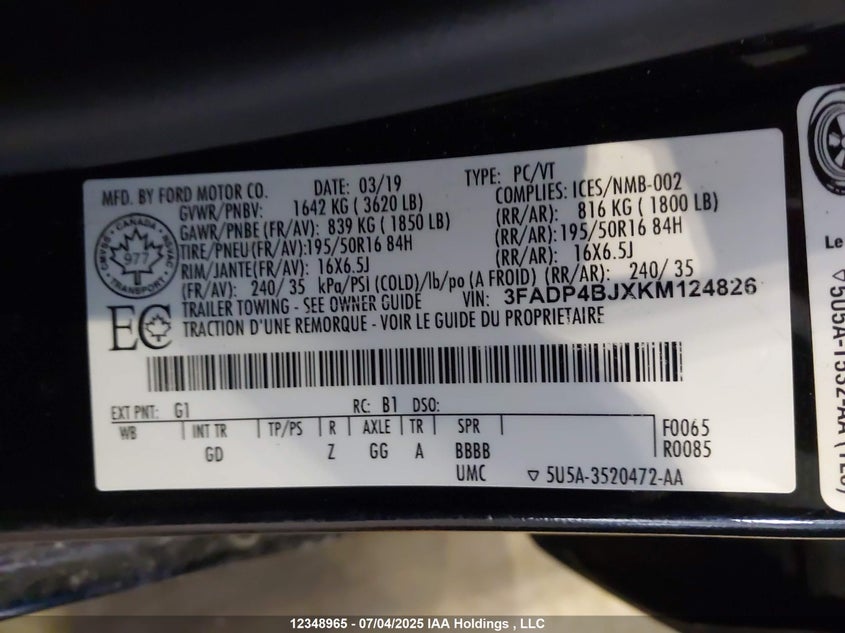 MFD. BY FORD MOTOR CO. DATE: 03/19 TYPE: PC/VT
GVWR/PNBV: 1642 KG ( 3620 LB) COMPLIES: ICES/NMB-002
GAWR/PNBE (FR/AV): 839 KG ( 1850 LB) (RR/AR): 816 KG ( 1800 LB)
TIRE/PNEU(FR/AV): 195/50R16 84H (RR/AR): 195/50R16 84H
RIM/JANTE(FR/AV): 16X6.5J (RR/AR): 16X6.5J
(FR/AV): 240/ 35 kPa/PSI (COLD)/lb/po (A FROID) (RR/AR): 240/ 35
TRAILER TOWING - SEE OWNER GUIDE VIN: 3FADP4BJXKM124826
TRACTION D'UNE REMORQUE - VOIR LE GUIDE DU PROPRIETAIRE
CANADA
CMVSS NSVAC
977
TRANSPORT
EC
EXT PNT: G1 RC: B1 DSO:
WB INT TR TP/PS R AXLE TR SPR F0065
GD Z GG A BBBB R0085
UMC ▽ 5U5A-3520472-AA
Le
12348965 - 07/04/2025 IAA Holdings , LLC